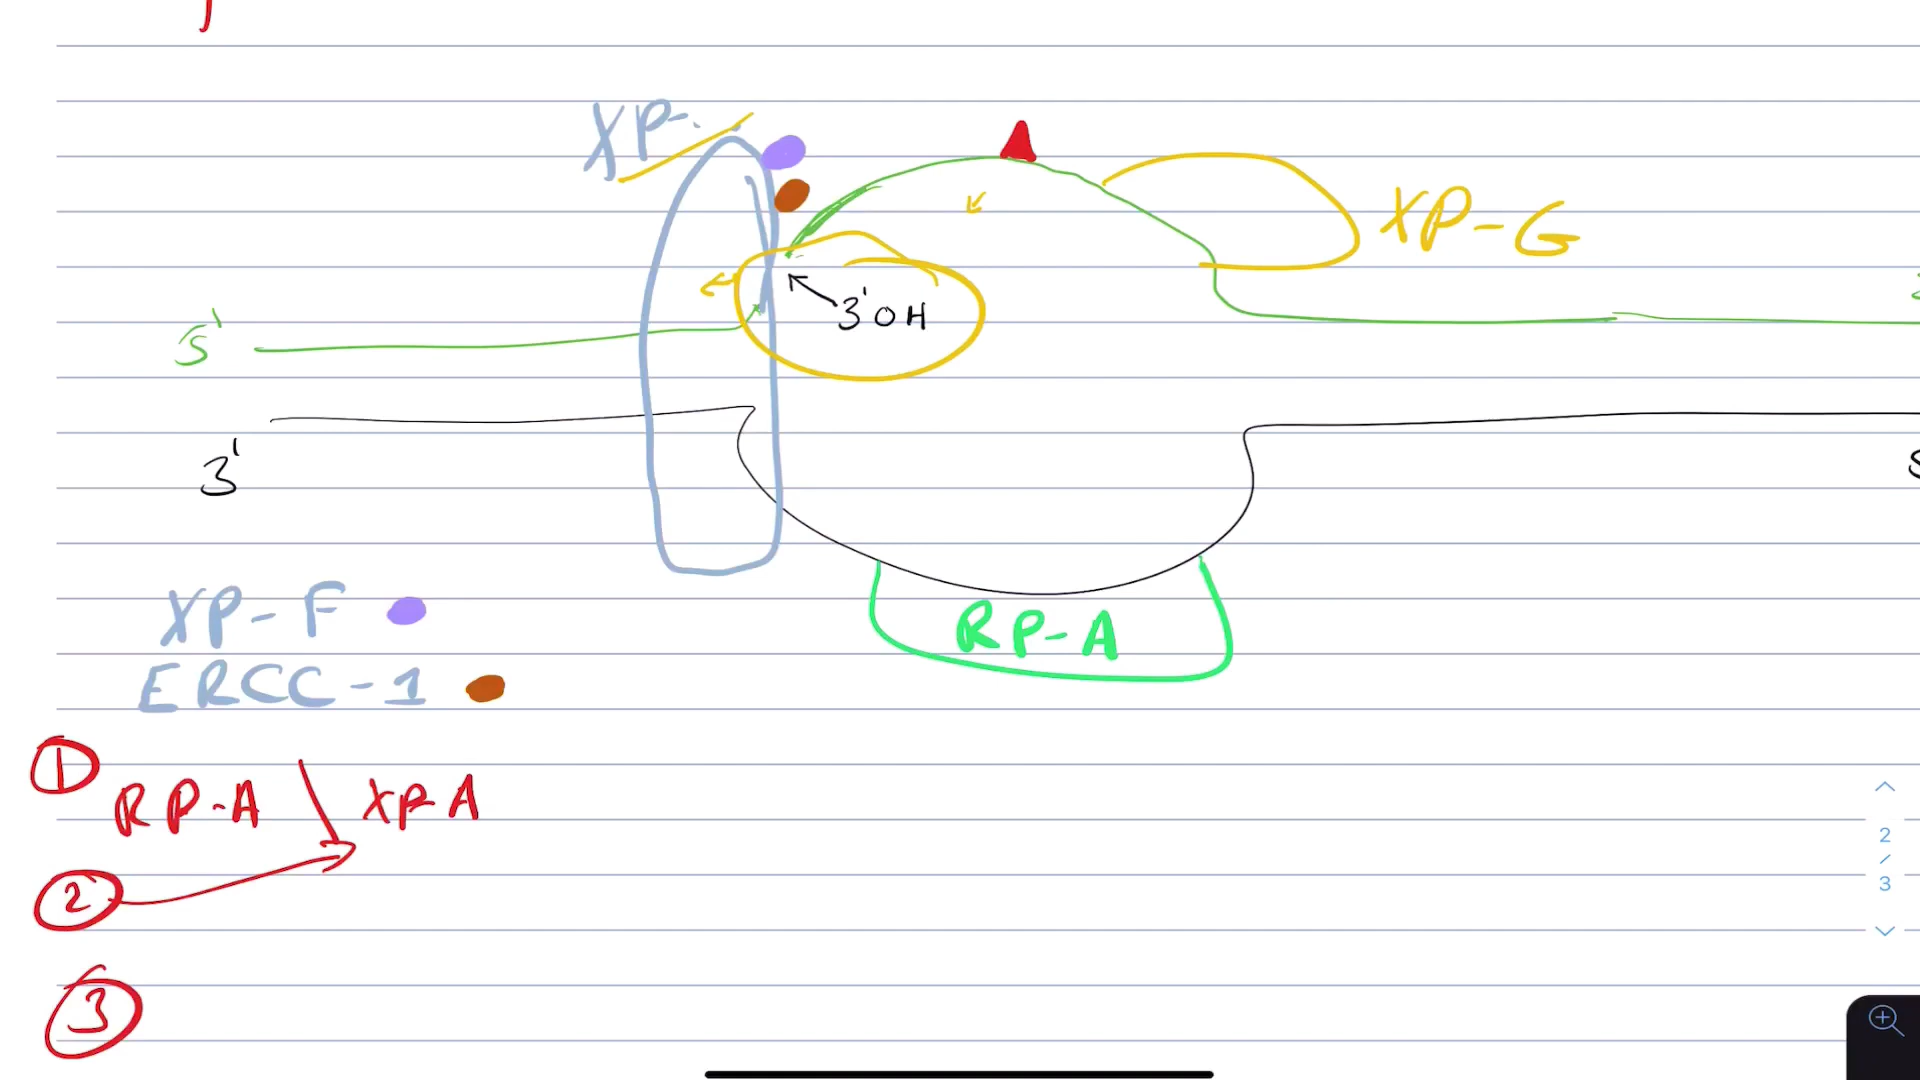 XP-
XP-G
3'OH
5'
3'
XP-F
RP-A
ERCC-1
1
RP-A XPA
2
3
2
/
3